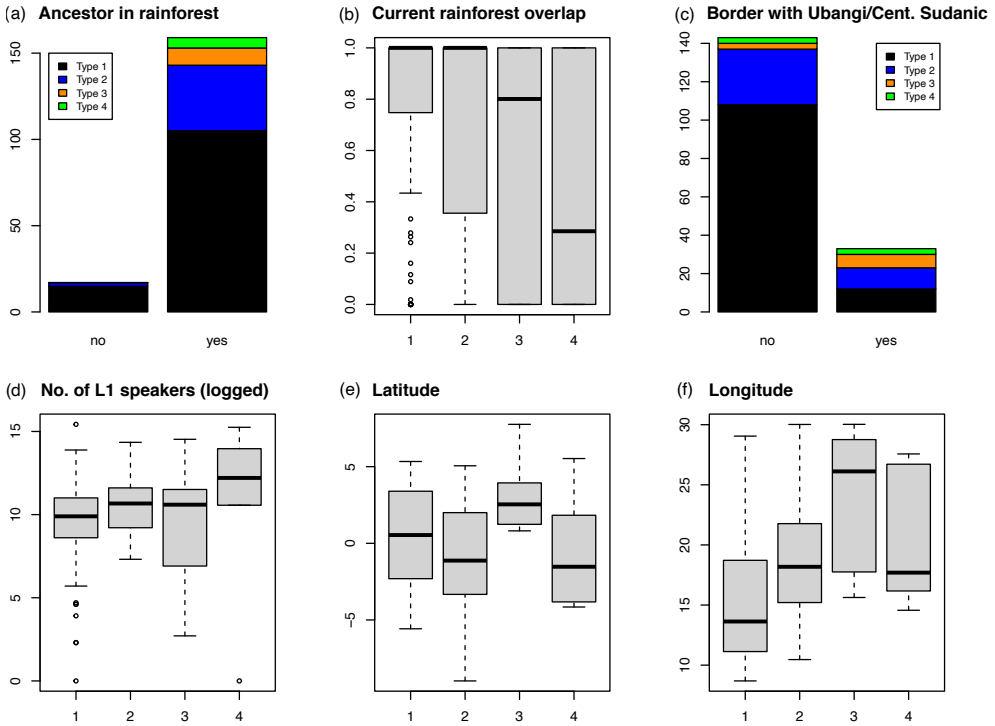 (a) Ancestor in rainforest
150
100
50
0
Type 1
Type 2
Type 3
Type 4
no yes
(b) Current rainforest overlap
1.0
0.8
0.6
0.4
0.2
0.0
1 2 3 4
(c) Border with Ubangi/Cent. Sudanic
140
120
100
80
60
40
20
0
Type 1
Type 2
Type 3
Type 4
no yes
(d) No. of L1 speakers (logged)
15
10
5
0
1 2 3 4
(e) Latitude
5
0
-5
1 2 3 4
(f) Longitude
30
25
20
15
10
1 2 3 4